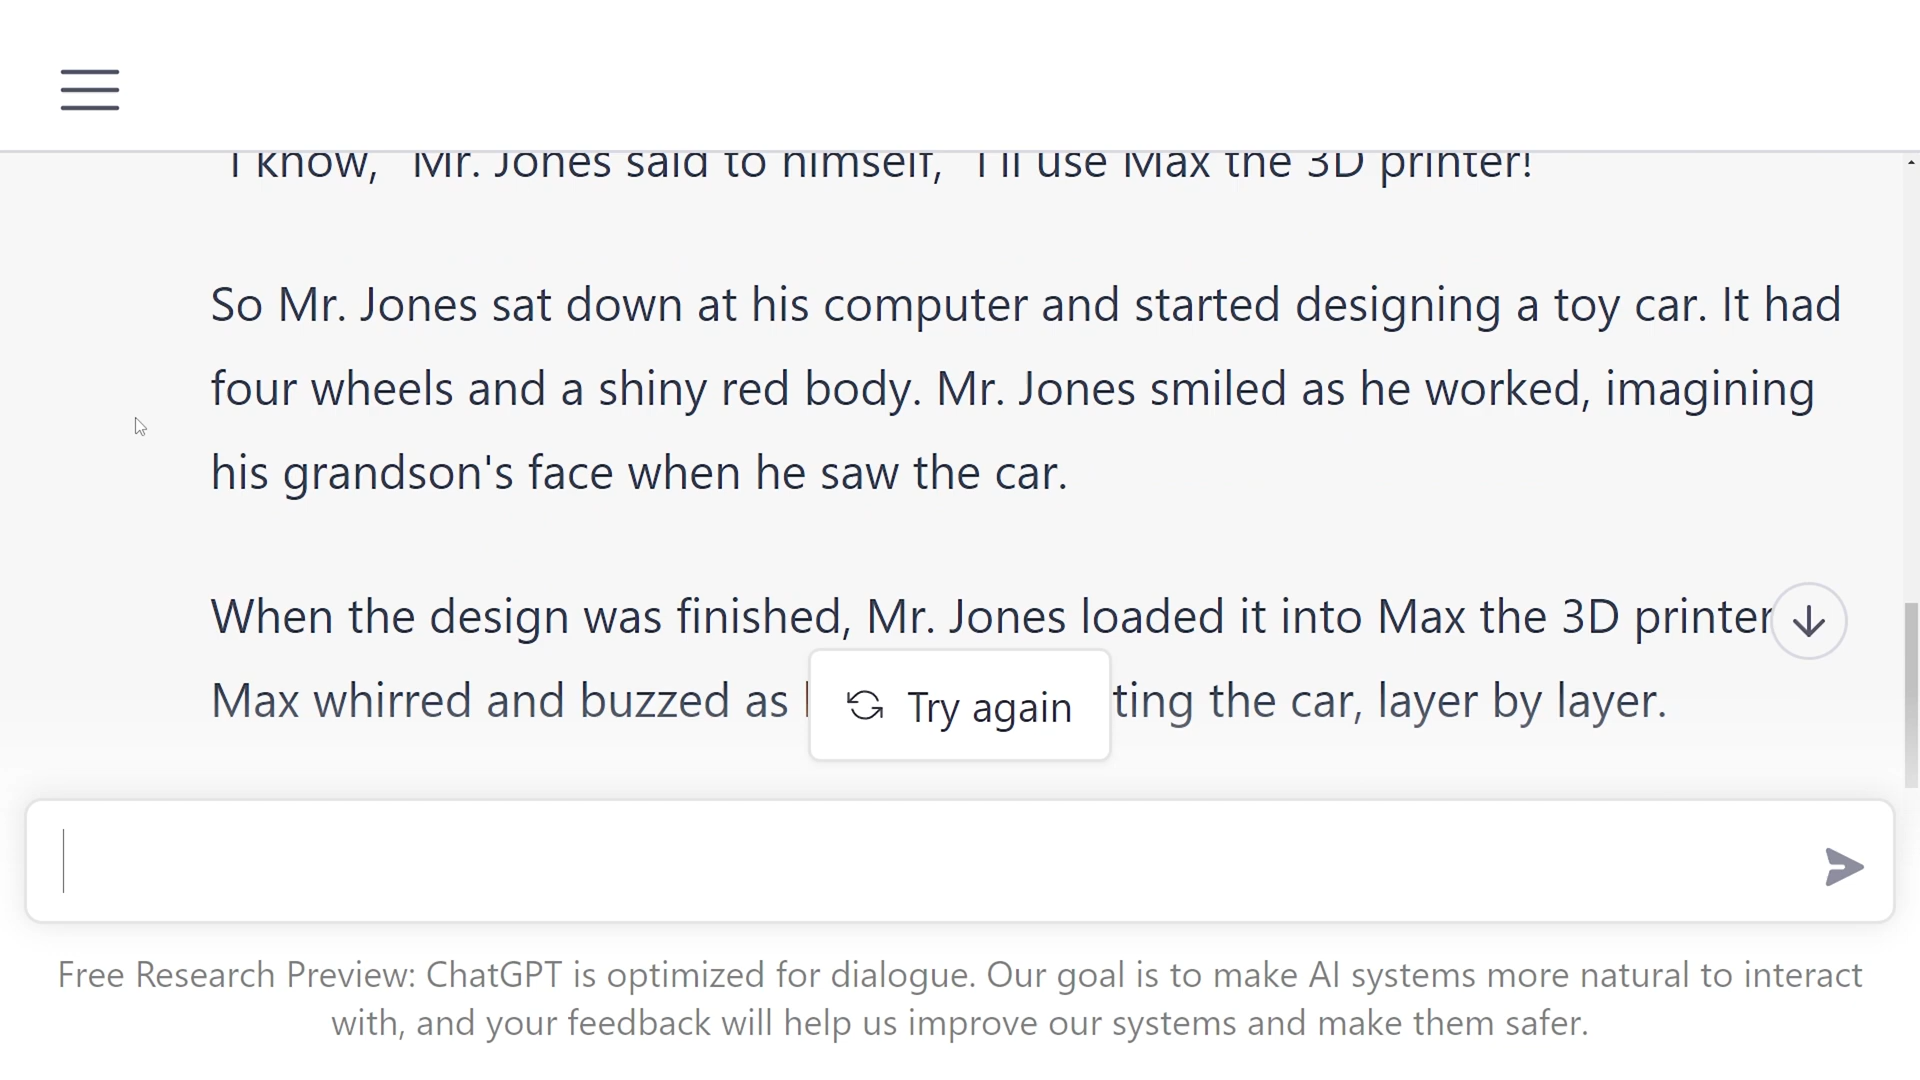 "I know," Mr. Jones said to himself, "I'll use Max the 3D printer!
So Mr. Jones sat down at his computer and started designing a toy car. It had
four wheels and a shiny red body. Mr. Jones smiled as he worked, imagining
his grandson's face when he saw the car.
When the design was finished, Mr. Jones loaded it into Max the 3D printer
Max whirred and buzzed as ting the car, layer by layer.
Try again
Free Research Preview: ChatGPT is optimized for dialogue. Our goal is to make AI systems more natural to interact
with, and your feedback will help us improve our systems and make them safer.